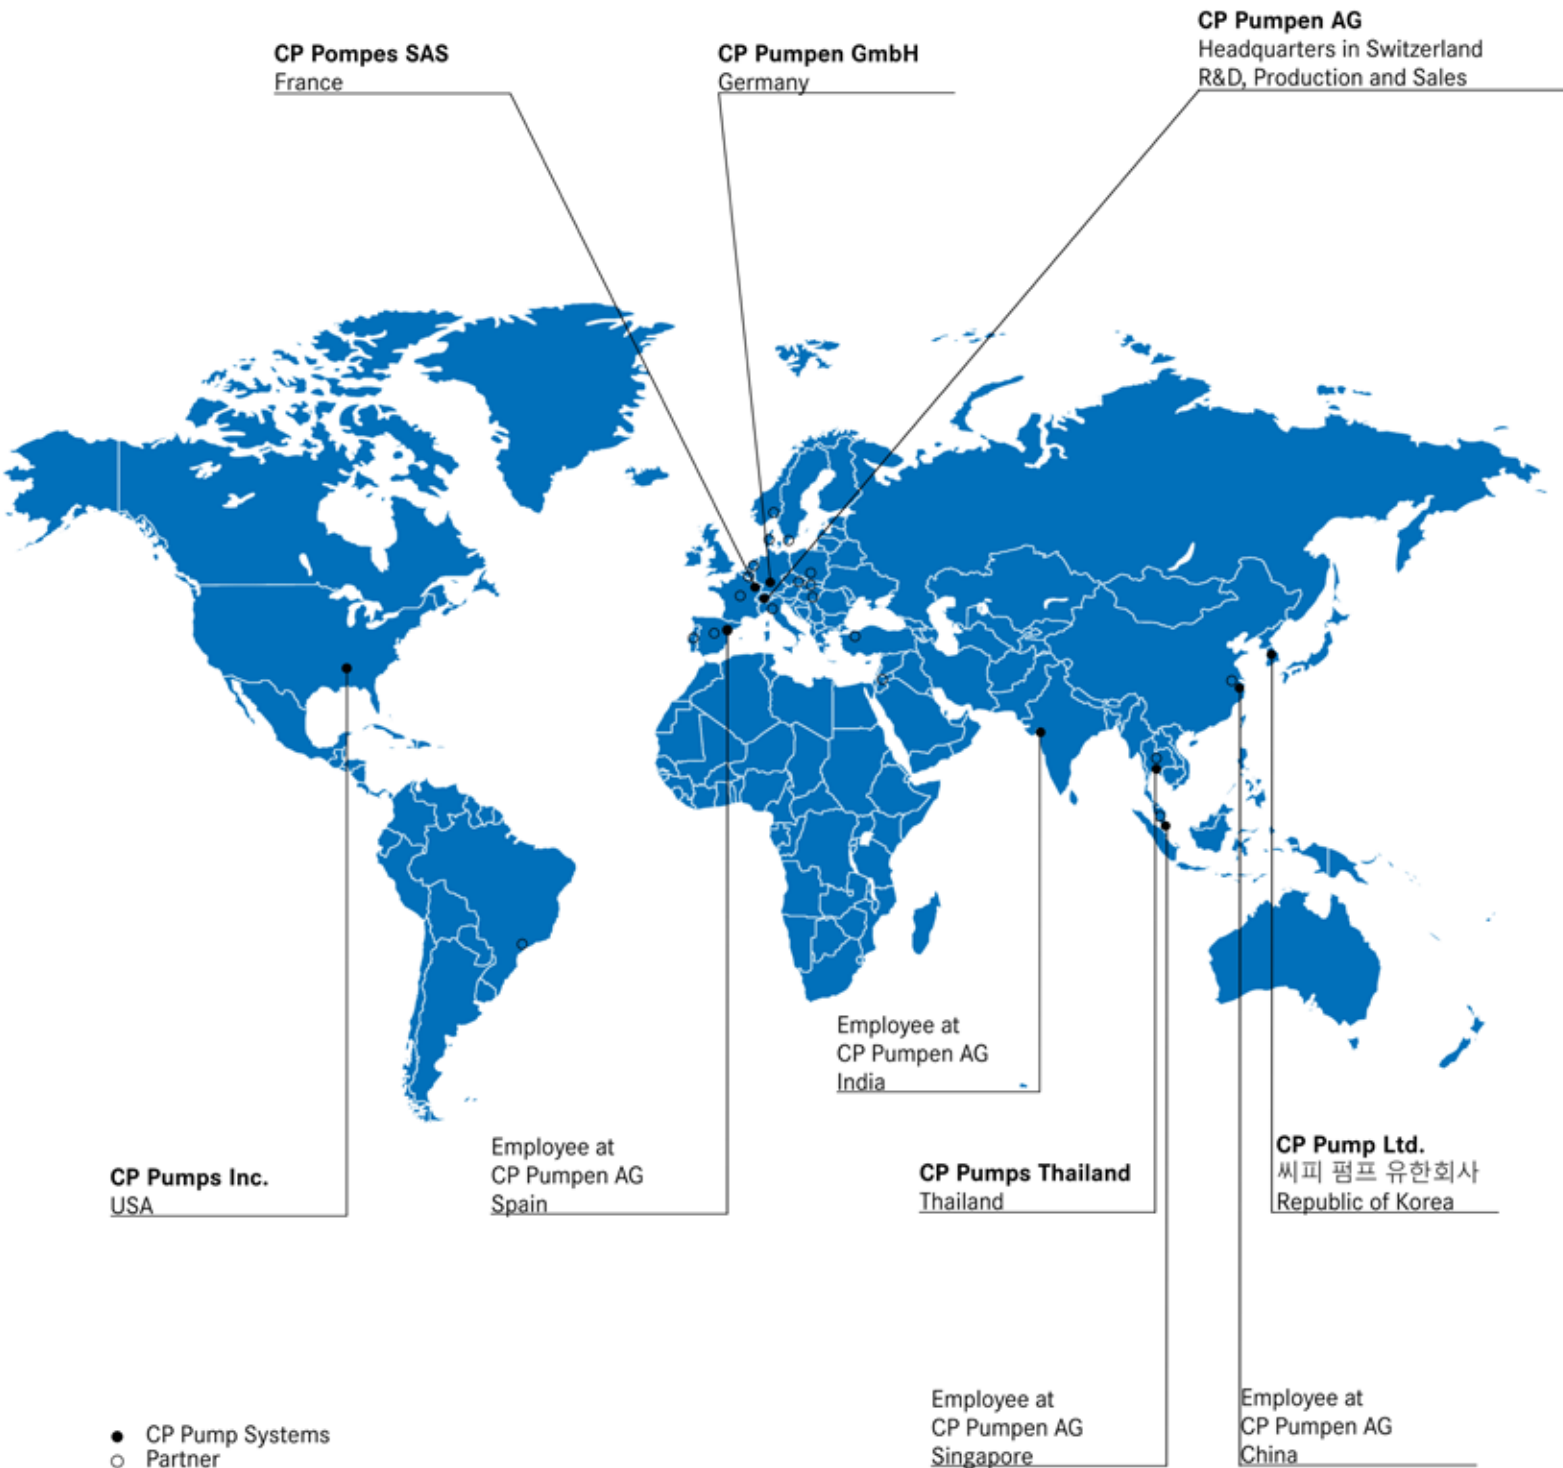 CP Pompes SAS
France
CP Pumpen GmbH
Germany
CP Pumpen AG
Headquarters in Switzerland
R&D, Production and Sales
Employee at
CP Pumpen AG
India
CP Pumps Inc.
USA
Employee at
CP Pumpen AG
Spain
CP Pumps Thailand
Thailand
CP Pump Ltd.
씨피 펌프 유한회사
Republic of Korea
Employee at
CP Pumpen AG
Singapore
Employee at
CP Pumpen AG
China
CP Pump Systems
Partner